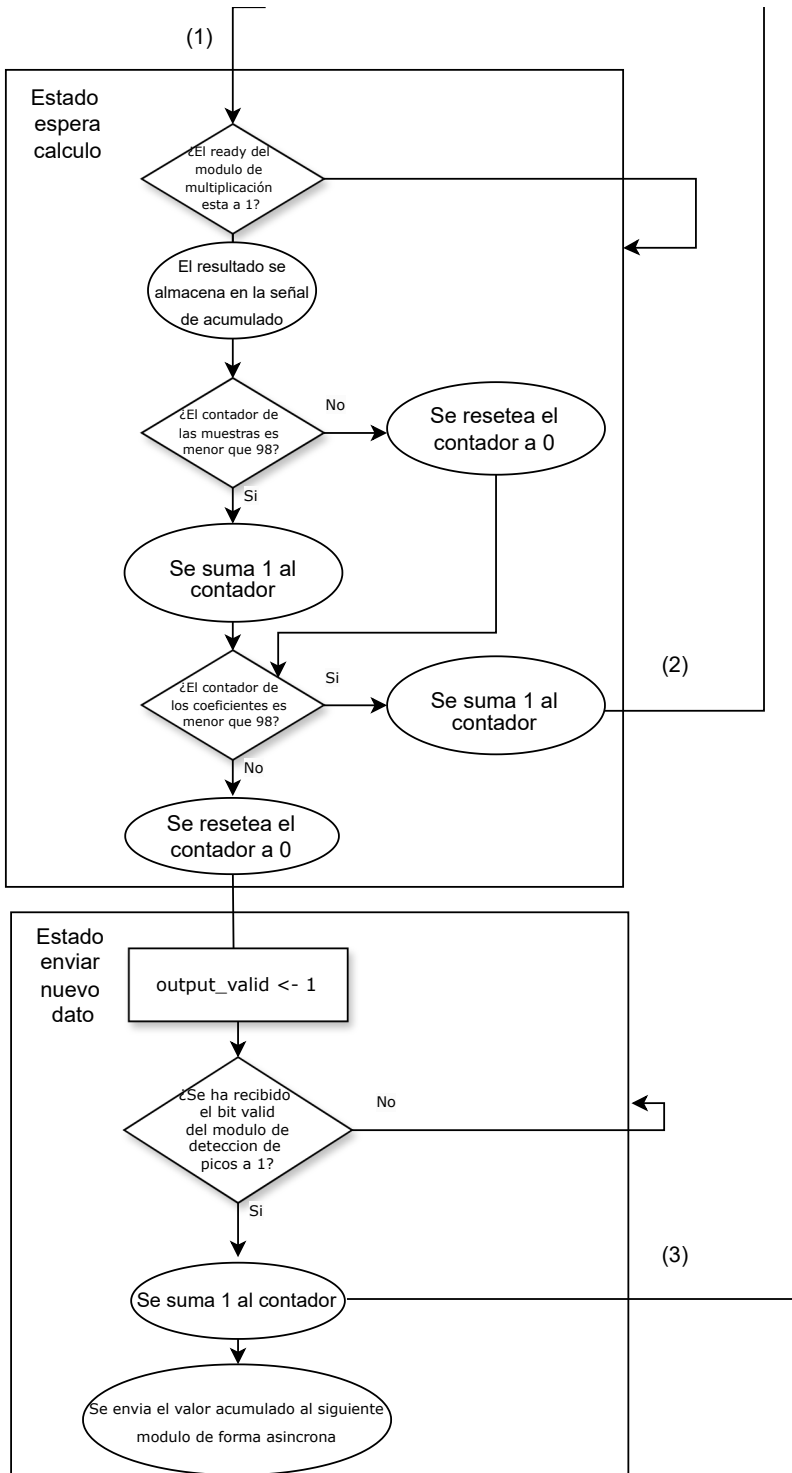 (1)
Estado
espera
calculo
¿El ready del
modulo de
multiplicación
esta a 1?
El resultado se
almacena en la señal
de acumulado
¿El contador de
las muestras es
menor que 98?
No
Se resetea el
contador a 0
Si
Se suma 1 al
contador
¿El contador de
los coeficientes es
menor que 98?
Si
Se suma 1 al
contador
(2)
No
Se resetea el
contador a 0
Estado
enviar
nuevo
dato
output_valid <- 1
¿Se ha recibido
el bit valid
del modulo de
deteccion de
picos a 1?
No
Si
Se suma 1 al contador
(3)
Se envia el valor acumulado al siguiente
modulo de forma asincrona